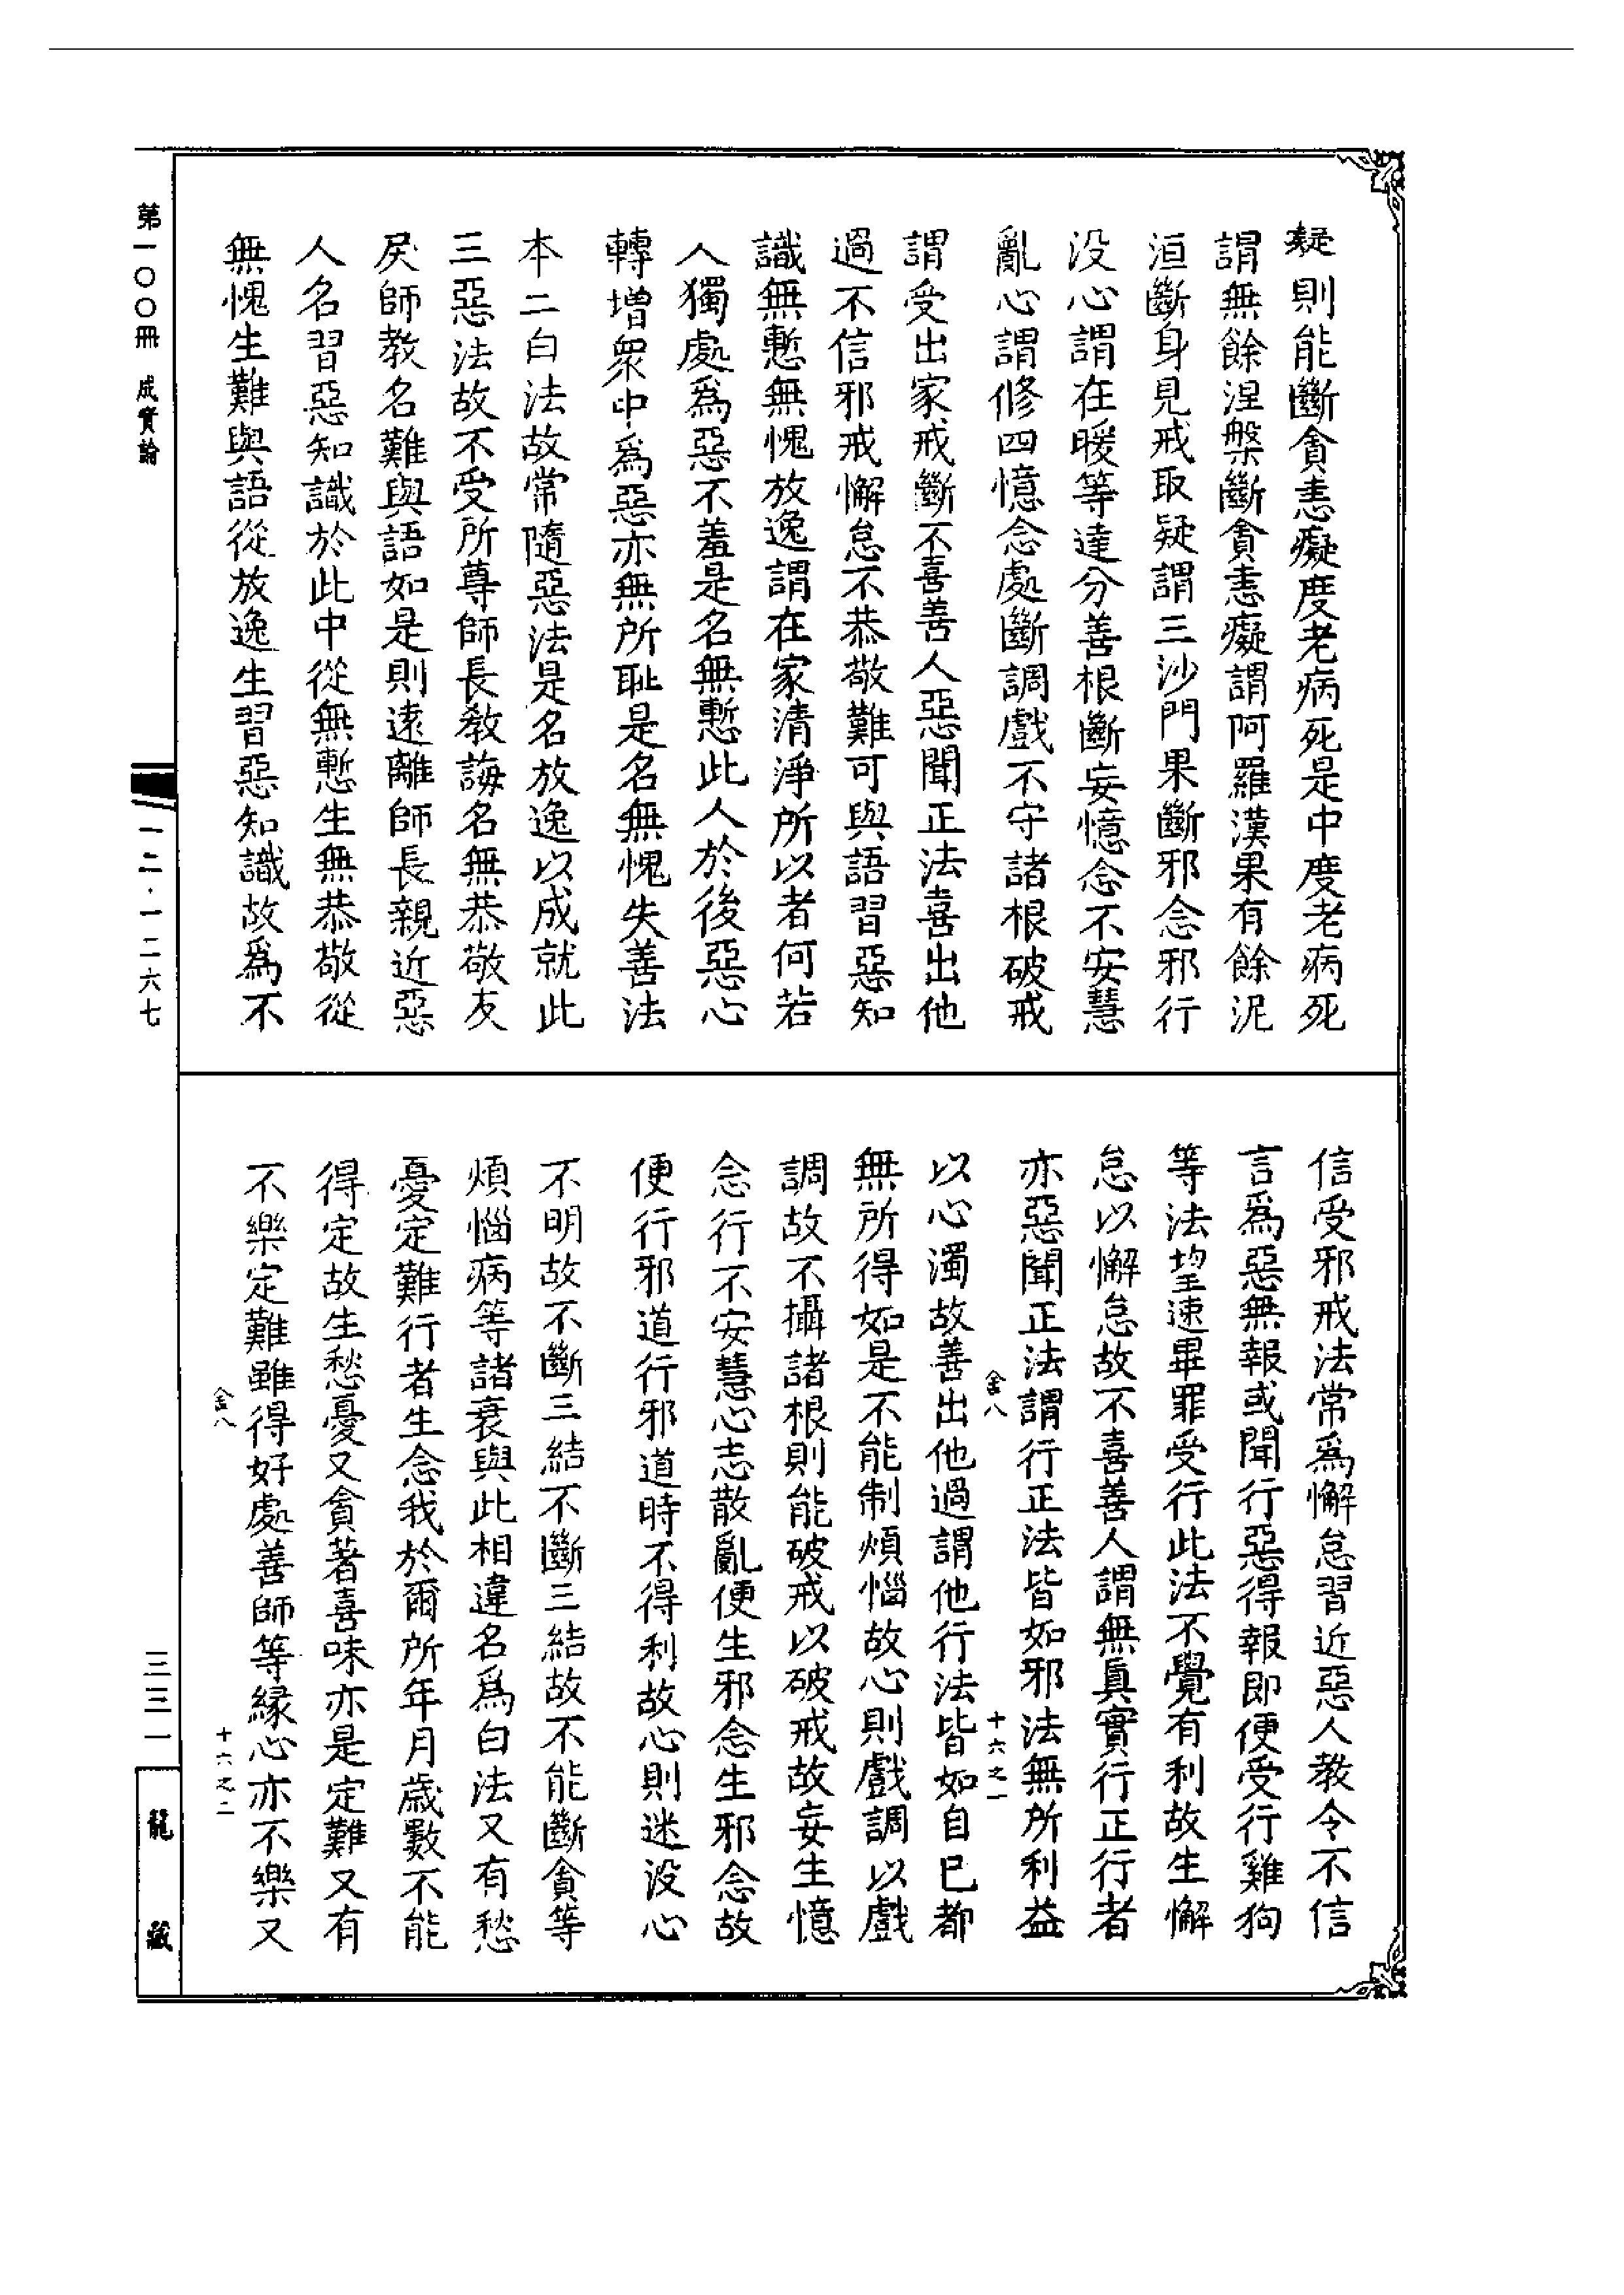 癡則能斷貪恚癡度老病死是中度老病死
謂無餘涅槃斷貪恚癡謂阿羅漢果有餘泥
洹斷身見戒取疑謂三沙門果斷邪念邪行
没心謂在暖等達分善根斷妄憶念不安慧
亂心謂修四憶念處斷調戲不守諸根破戒
謂受出家戒斷不喜善人惡聞正法喜出他
過不信邪戒懈怠不恭敬難可與語習惡知
識無慙無愧放逸謂在家清淨所以者何若
人獨處爲惡不羞是名無慙此人於後惡心
轉增衆中爲惡亦無所恥是名無愧失善法
本二白法故常隨惡法是名放逸以成就此
三惡法故不受所尊師長教誨名無恭敬友
戾師教名難與語如是則遠離師長親近惡
人名習惡知識於此中從無慙生無恭敬從
無愧生難與語從放逸生習惡知識故爲不
信受邪戒法常爲懈怠習近惡人教令不信
言爲惡無報或聞行惡得報即便受行雞狗
等法望速畢罪受行此法不覺有利故生懈
怠以懈怠故不喜善人謂無眞實行正行者
亦惡聞正法謂行正法皆如邪法無所利益
舍八 十六之一
以心濁故善出他過謂他行法皆如自已都
無所得如是不能制煩惱故心則戲調以戲
調故不攝諸根則能破戒以破戒故妄生憶
念行不安慧心志散亂便生邪念生邪念故
便行邪道行邪道時不得利故心則迷没心
不明故不斷三結不斷三結故不能斷貪等
煩惱病等諸衰與此相違名爲白法又有愁
憂定難行者生念我於爾所年月歲數不能
得定故生愁憂又貪著喜味亦是定難又有
不樂定難雖得好處善師等緣心亦不樂又
舍八 十六之二
第一〇〇冊 成實論
一二·一二六七
三三一
龍藏